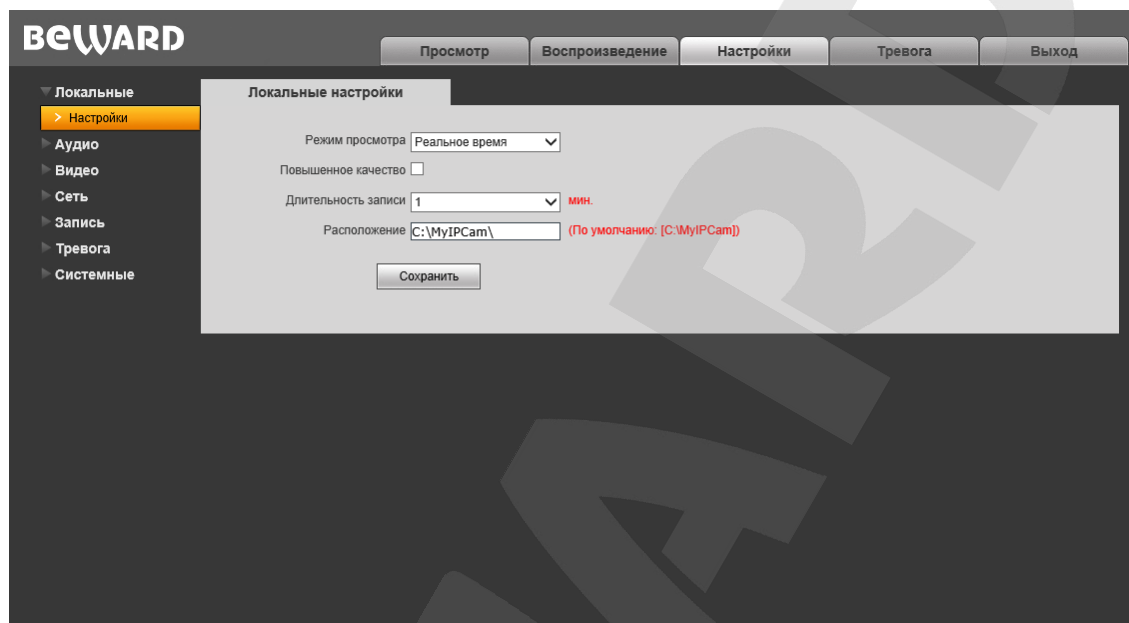 BEWARD
Просмотр Воспроизведение Настройки Тревога Выход
Локальные
> Настройки
Аудио
Видео
Сеть
Запись
Тревога
Системные
Локальные настройки
Режим просмотра Реальное время
Повышенное качество
Длительность записи 1 мин.
Расположение C:\MyIPCam\ (По умолчанию: [C:\MyIPCam])
Сохранить